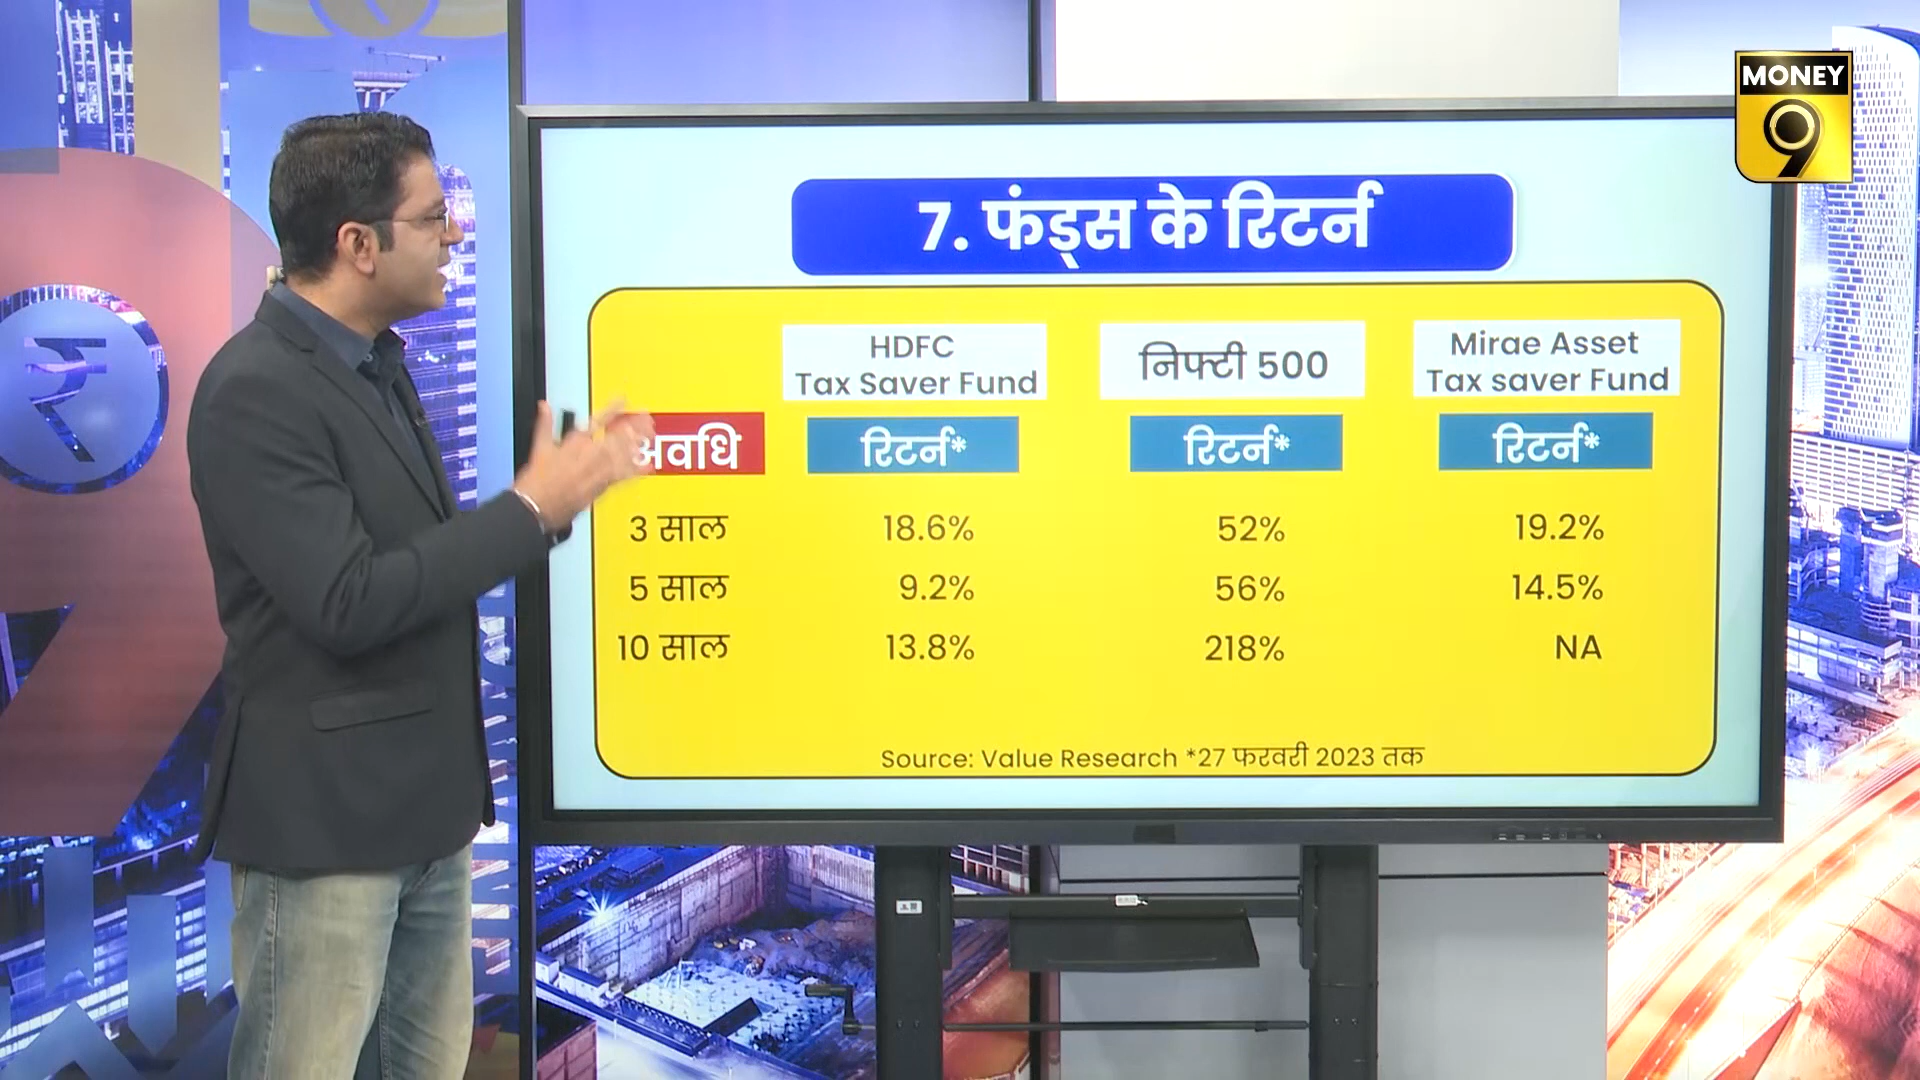 MONEY
9
7. फंड्स के रिटर्न
HDFC
Tax Saver Fund
निफ्टी 500
Mirae Asset
Tax saver Fund
अवधि
रिटर्न*
रिटर्न*
रिटर्न*
3 साल
18.6%
52%
19.2%
5 साल
9.2%
56%
14.5%
10 साल
13.8%
218%
NA
Source: Value Research *27 फरवरी 2023 तक